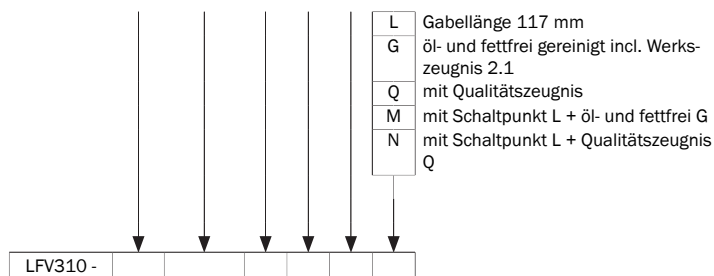 L Gabellänge 117 mm
G öl- und fettfrei gereinigt incl. Werks-
zeugnis 2.1
Q mit Qualitätszeugnis
M mit Schaltpunkt L + öl- und fettfrei G
N mit Schaltpunkt L + Qualitätszeugnis
Q
LFV310 -